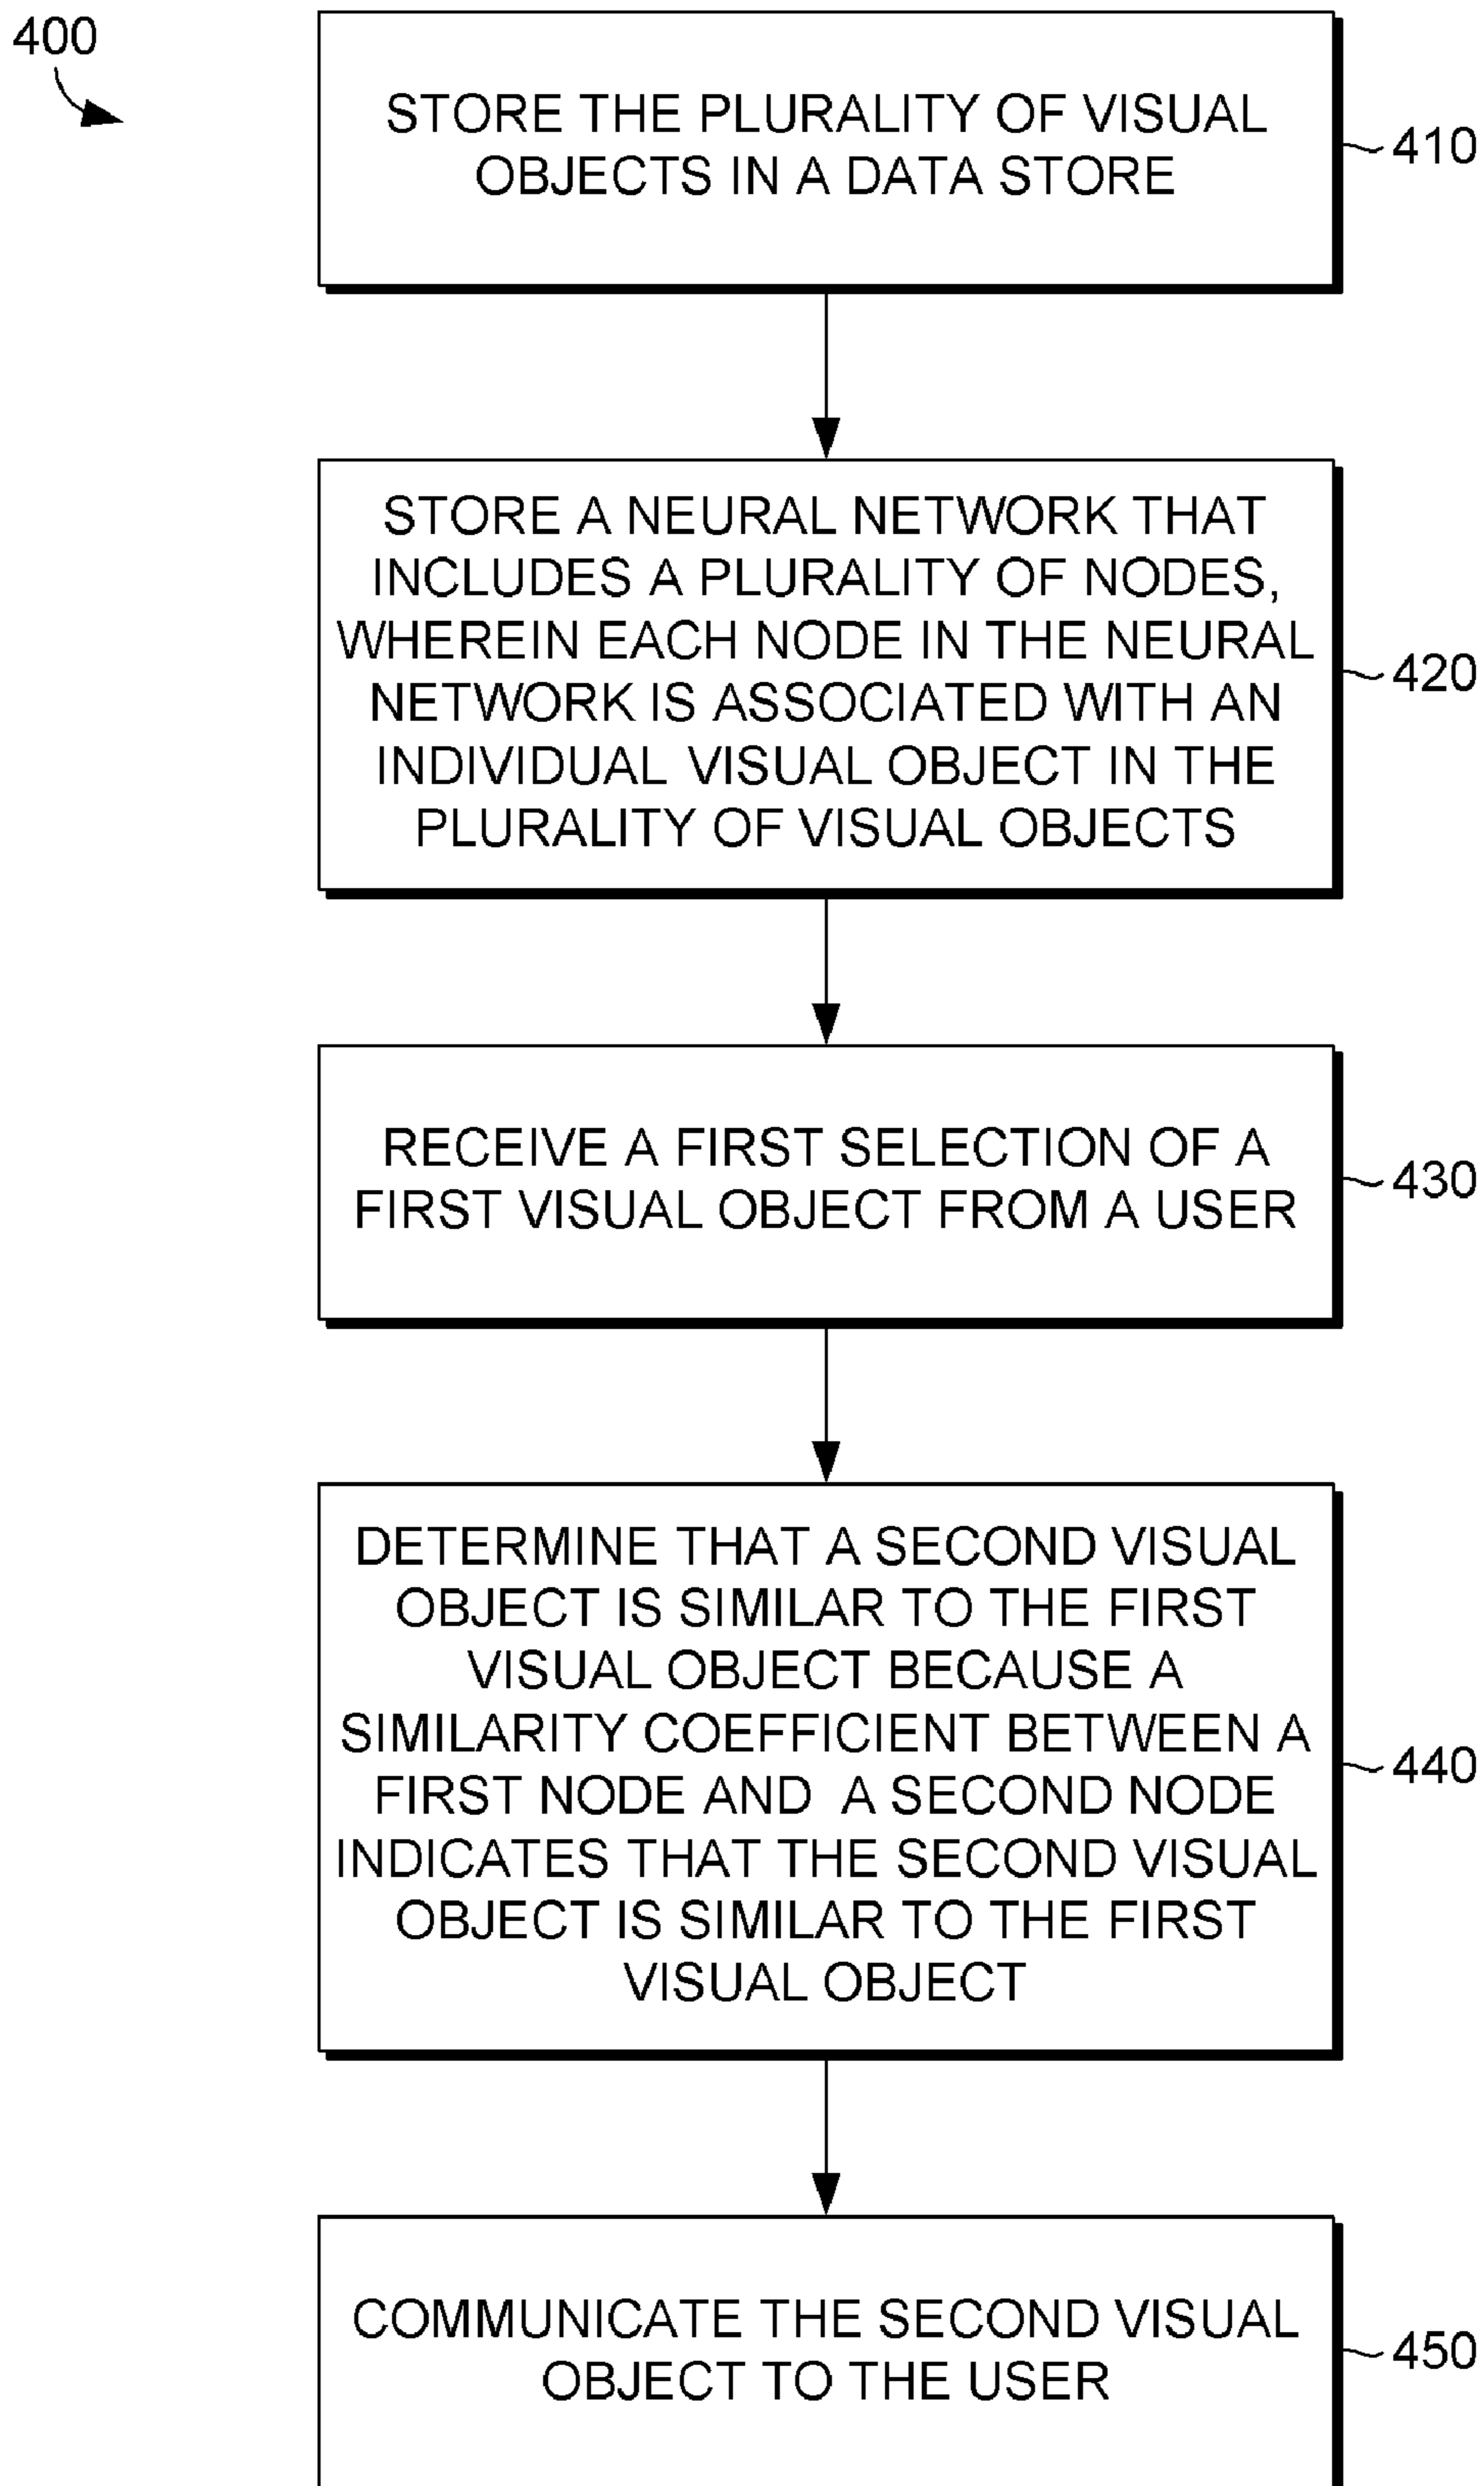 400
STORE THE PLURALITY OF VISUAL
OBJECTS IN A DATA STORE
410
STORE A NEURAL NETWORK THAT
INCLUDES A PLURALITY OF NODES,
WHEREIN EACH NODE IN THE NEURAL
NETWORK IS ASSOCIATED WITH AN
INDIVIDUAL VISUAL OBJECT IN THE
PLURALITY OF VISUAL OBJECTS
420
RECEIVE A FIRST SELECTION OF A
FIRST VISUAL OBJECT FROM A USER
430
DETERMINE THAT A SECOND VISUAL
OBJECT IS SIMILAR TO THE FIRST
VISUAL OBJECT BECAUSE A
SIMILARITY COEFFICIENT BETWEEN A
FIRST NODE AND A SECOND NODE
INDICATES THAT THE SECOND VISUAL
OBJECT IS SIMILAR TO THE FIRST
VISUAL OBJECT
440
COMMUNICATE THE SECOND VISUAL
OBJECT TO THE USER
450